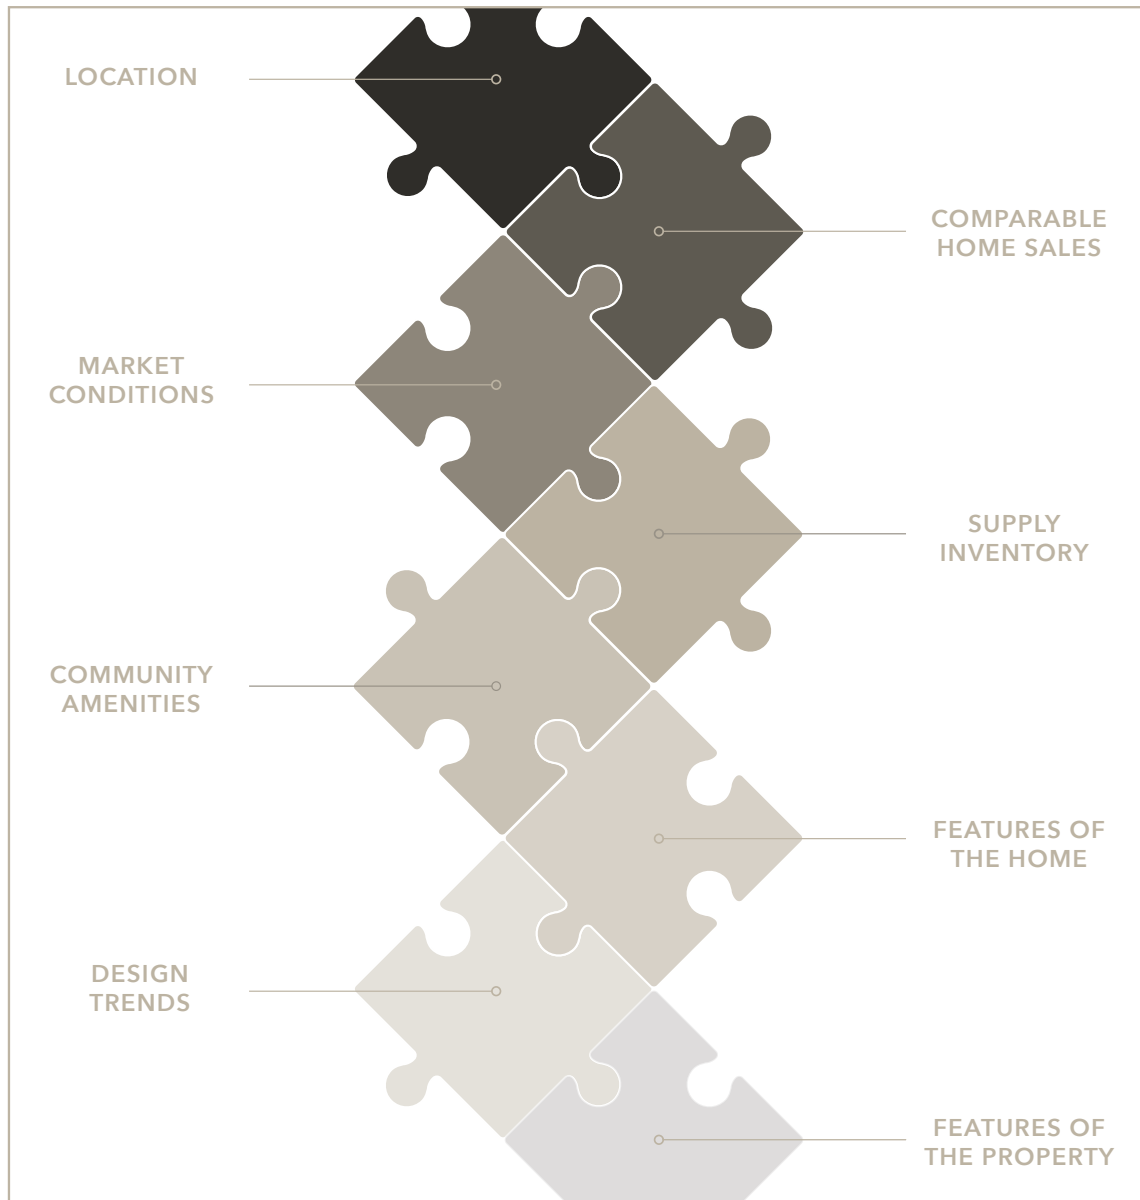 LOCATION
COMPARABLE
HOME SALES
MARKET
CONDITIONS
SUPPLY
INVENTORY
COMMUNITY
AMENITIES
FEATURES OF
THE HOME
DESIGN
TRENDS
FEATURES OF
THE PROPERTY